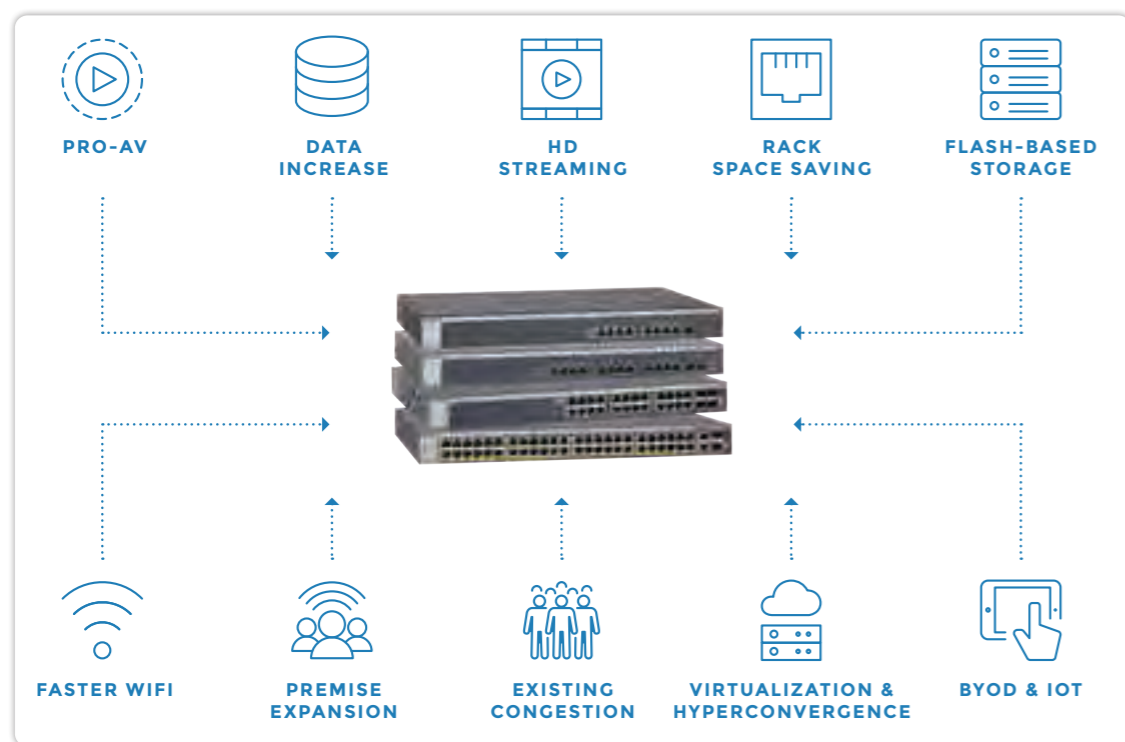 PRO-AV
DATA
INCREASE
HD
STREAMING
RACK
SPACE SAVING
FLASH-BASED
STORAGE
FASTER WIFI
PREMISE
EXPANSION
EXISTING
CONGESTION
VIRTUALIZATION &
HYPERCONVERGENCE
BYOD & IOT